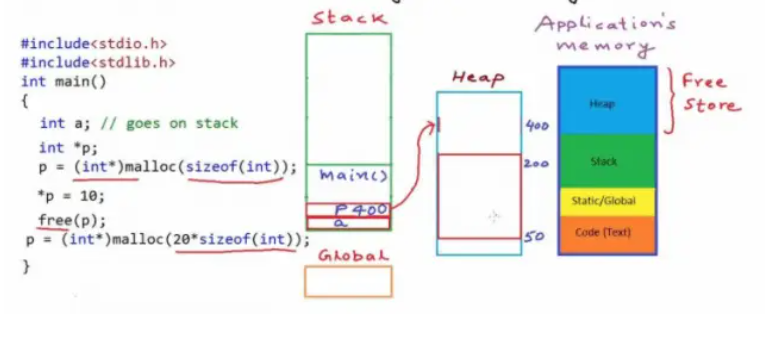 Stack
Application's
memory
#include<stdio.h>
#include<stdlib.h>
int main()
{
int a; // goes on stack
int *p;
p = (int*)malloc(sizeof(int));
*p = 10;
free(p);
p = (int*)malloc(20*sizeof(int));
}
main()
P 400
a
Global
Heap
400
200
50
Heap
Stack
Static/Global
Code (Text)
Free
Store